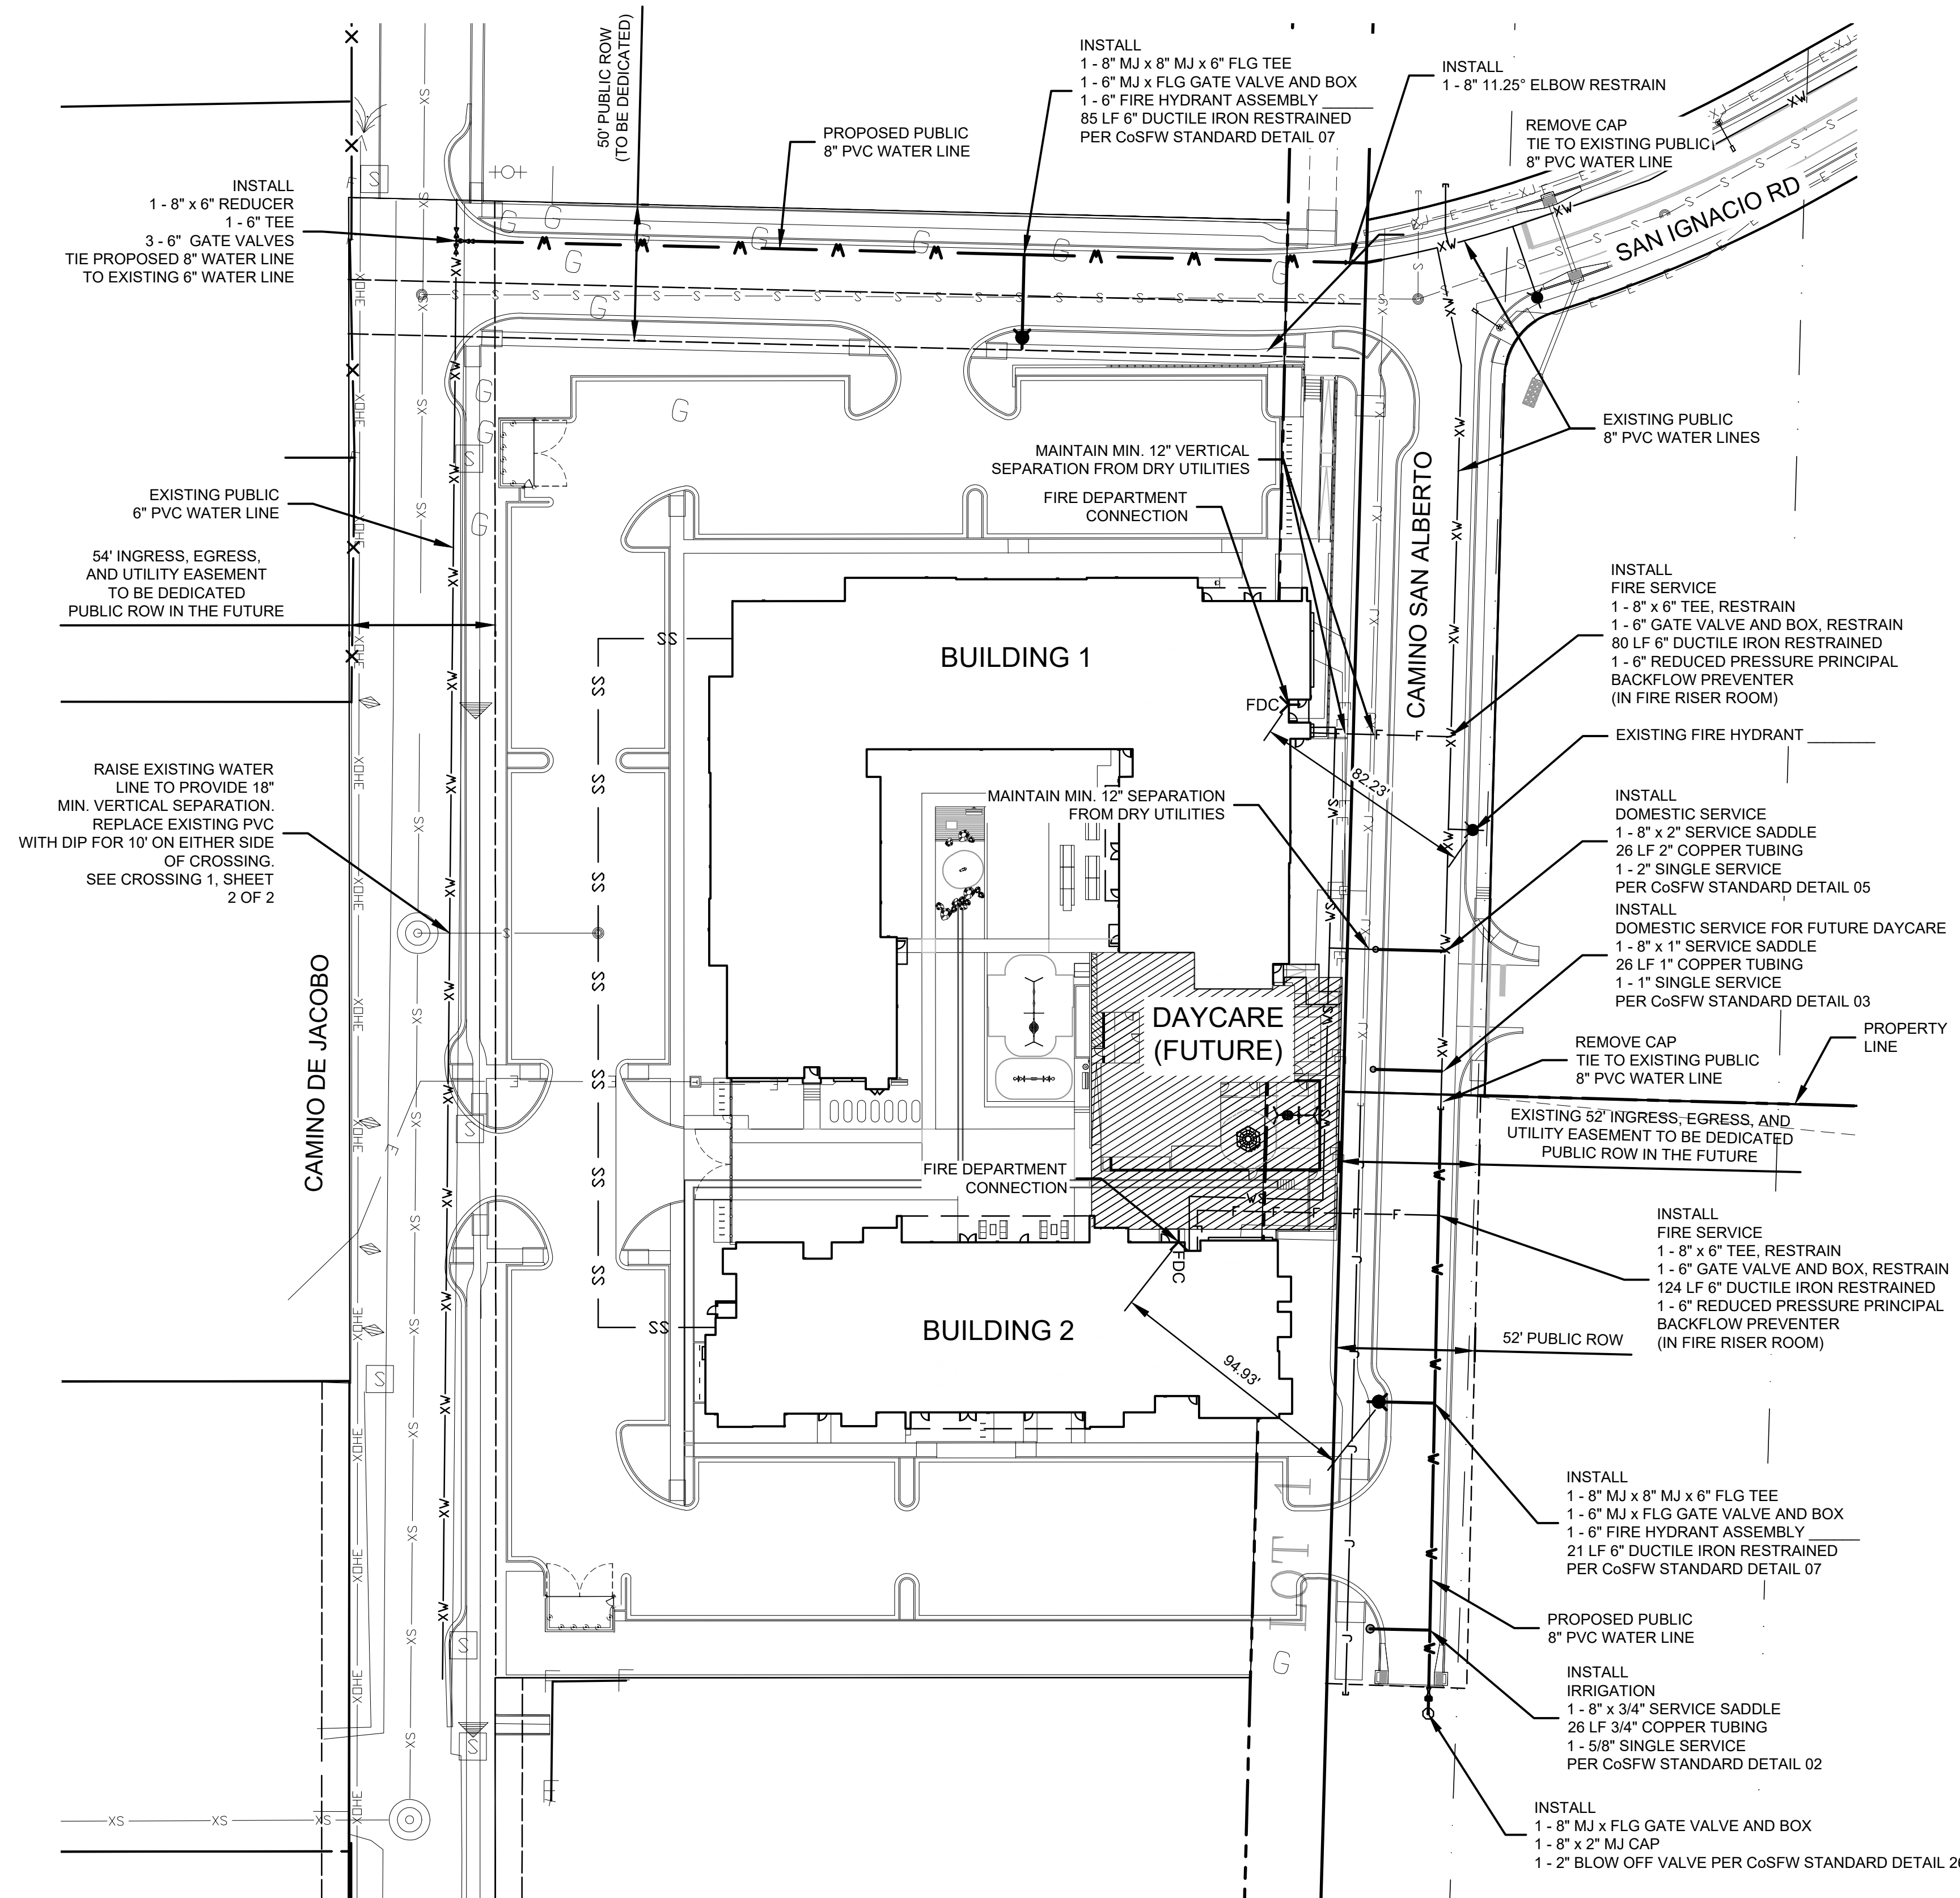 50' PUBLIC ROW
(TO BE DEDICATED)
INSTALL
1 - 8" MJ x 8" MJ x 6" FLG TEE
1 - 6" MJ x FLG GATE VALVE AND BOX
1 - 6" FIRE HYDRANT ASSEMBLY ______
85 LF 6" DUCTILE IRON RESTRAINED
PER CoSFW STANDARD DETAIL 07
INSTALL
1 - 8" 11.25° ELBOW RESTRAIN
PROPOSED PUBLIC
8" PVC WATER LINE
REMOVE CAP
TIE TO EXISTING PUBLIC
8" PVC WATER LINE
SAN IGNACIO RD
INSTALL
1 - 8" x 6" REDUCER
1 - 6" TEE
3 - 6" GATE VALVES
TIE PROPOSED 8" WATER LINE
TO EXISTING 6" WATER LINE
EXISTING PUBLIC
8" PVC WATER LINES
MAINTAIN MIN. 12" VERTICAL
SEPARATION FROM DRY UTILITIES
FIRE DEPARTMENT
CONNECTION
CAMINO SAN ALBERTO
EXISTING PUBLIC
6" PVC WATER LINE
54' INGRESS, EGRESS,
AND UTILITY EASEMENT
TO BE DEDICATED
PUBLIC ROW IN THE FUTURE
INSTALL
FIRE SERVICE
1 - 8" x 6" TEE, RESTRAIN
1 - 6" GATE VALVE AND BOX, RESTRAIN
80 LF 6" DUCTILE IRON RESTRAINED
1 - 6" REDUCED PRESSURE PRINCIPAL
BACKFLOW PREVENTER
(IN FIRE RISER ROOM)
BUILDING 1
FDC
EXISTING FIRE HYDRANT ________
82.23'
RAISE EXISTING WATER
LINE TO PROVIDE 18"
MIN. VERTICAL SEPARATION.
REPLACE EXISTING PVC
WITH DIP FOR 10' ON EITHER SIDE
OF CROSSING.
SEE CROSSING 1, SHEET
2 OF 2
MAINTAIN MIN. 12" SEPARATION
FROM DRY UTILITIES
INSTALL
DOMESTIC SERVICE
1 - 8" x 2" SERVICE SADDLE
26 LF 2" COPPER TUBING
1 - 2" SINGLE SERVICE
PER CoSFW STANDARD DETAIL 05
INSTALL
DOMESTIC SERVICE FOR FUTURE DAYCARE
1 - 8" x 1" SERVICE SADDLE
26 LF 1" COPPER TUBING
1 - 1" SINGLE SERVICE
PER CoSFW STANDARD DETAIL 03
CAMINO DE JACOBO
DAYCARE
(FUTURE)
REMOVE CAP
TIE TO EXISTING PUBLIC
8" PVC WATER LINE
PROPERTY
LINE
EXISTING 52' INGRESS, EGRESS, AND
UTILITY EASEMENT TO BE DEDICATED
PUBLIC ROW IN THE FUTURE
FIRE DEPARTMENT
CONNECTION
FDC
INSTALL
FIRE SERVICE
1 - 8" x 6" TEE, RESTRAIN
1 - 6" GATE VALVE AND BOX, RESTRAIN
124 LF 6" DUCTILE IRON RESTRAINED
1 - 6" REDUCED PRESSURE PRINCIPAL
BACKFLOW PREVENTER
(IN FIRE RISER ROOM)
BUILDING 2
52' PUBLIC ROW
94.93'
INSTALL
1 - 8" MJ x 8" MJ x 6" FLG TEE
1 - 6" MJ x FLG GATE VALVE AND BOX
1 - 6" FIRE HYDRANT ASSEMBLY ______
21 LF 6" DUCTILE IRON RESTRAINED
PER CoSFW STANDARD DETAIL 07
LOT 1
PROPOSED PUBLIC
8" PVC WATER LINE
INSTALL
IRRIGATION
1 - 8" x 3/4" SERVICE SADDLE
26 LF 3/4" COPPER TUBING
1 - 5/8" SINGLE SERVICE
PER CoSFW STANDARD DETAIL 02
INSTALL
1 - 8" MJ x FLG GATE VALVE AND BOX
1 - 8" x 2" MJ CAP
1 - 2" BLOW OFF VALVE PER CoSFW STANDARD DETAIL